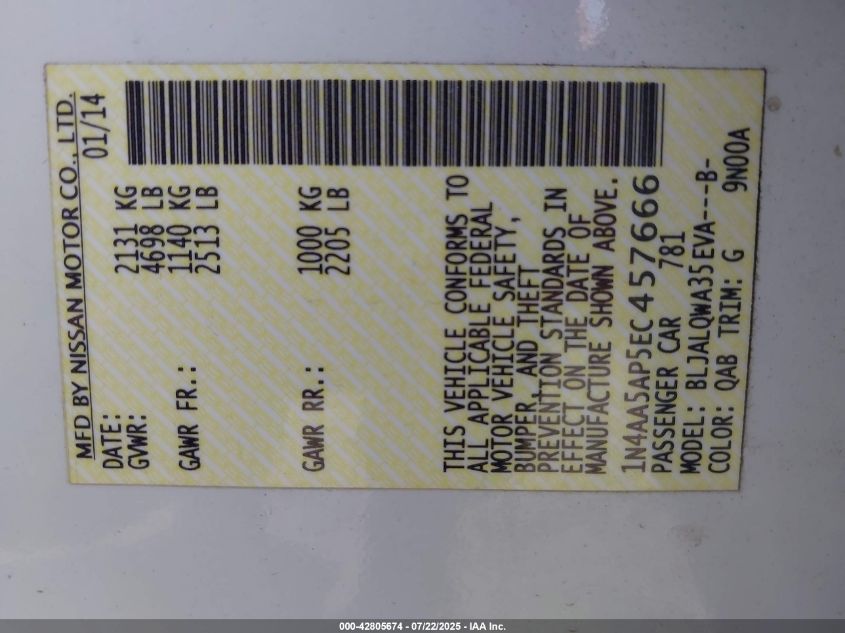 MFD BY NISSAN MOTOR CO., LTD.
DATE: 01/14
GVWR: 2131 KG
4698 LB
GAWR FR.: 1140 KG
2513 LB
GAWR RR.: 1000 KG
2205 LB
THIS VEHICLE CONFORMS TO
ALL APPLICABLE FEDERAL
MOTOR VEHICLE SAFETY,
BUMPER, AND THEFT
PREVENTION STANDARDS IN
EFFECT ON THE DATE OF
MANUFACTURE SHOWN ABOVE.
1N4AA5AP5EC457666
PASSENGER CAR 781
MODEL: BLJALQWA35EVA---B-
COLOR: QAB TRIM: G 9N00A
000-42805674 - 07/22/2025 - IAA Inc.